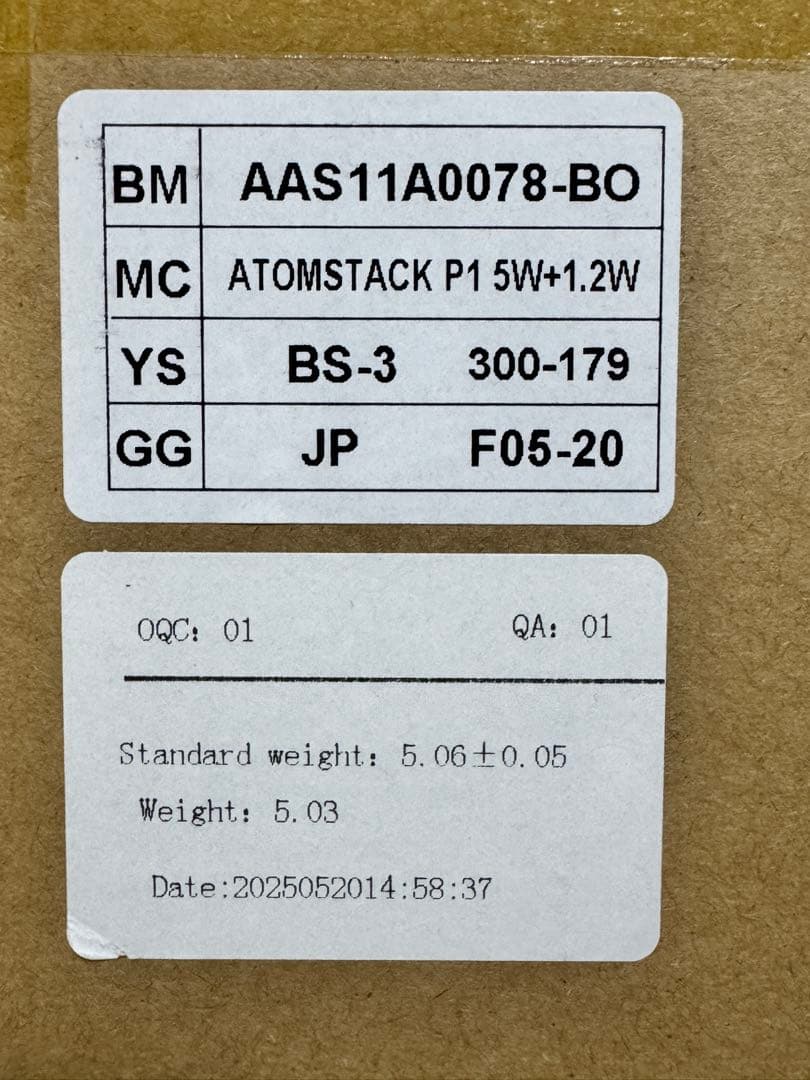 BM AAS11A0078-BO
MC ATOMSTACK P1 5W+1.2W
YS BS-3 300-179
GG JP F05-20
OQC: 01 QA: 01
Standard weight: 5.06±0.05
Weight: 5.03
Date:2025052014:58:37